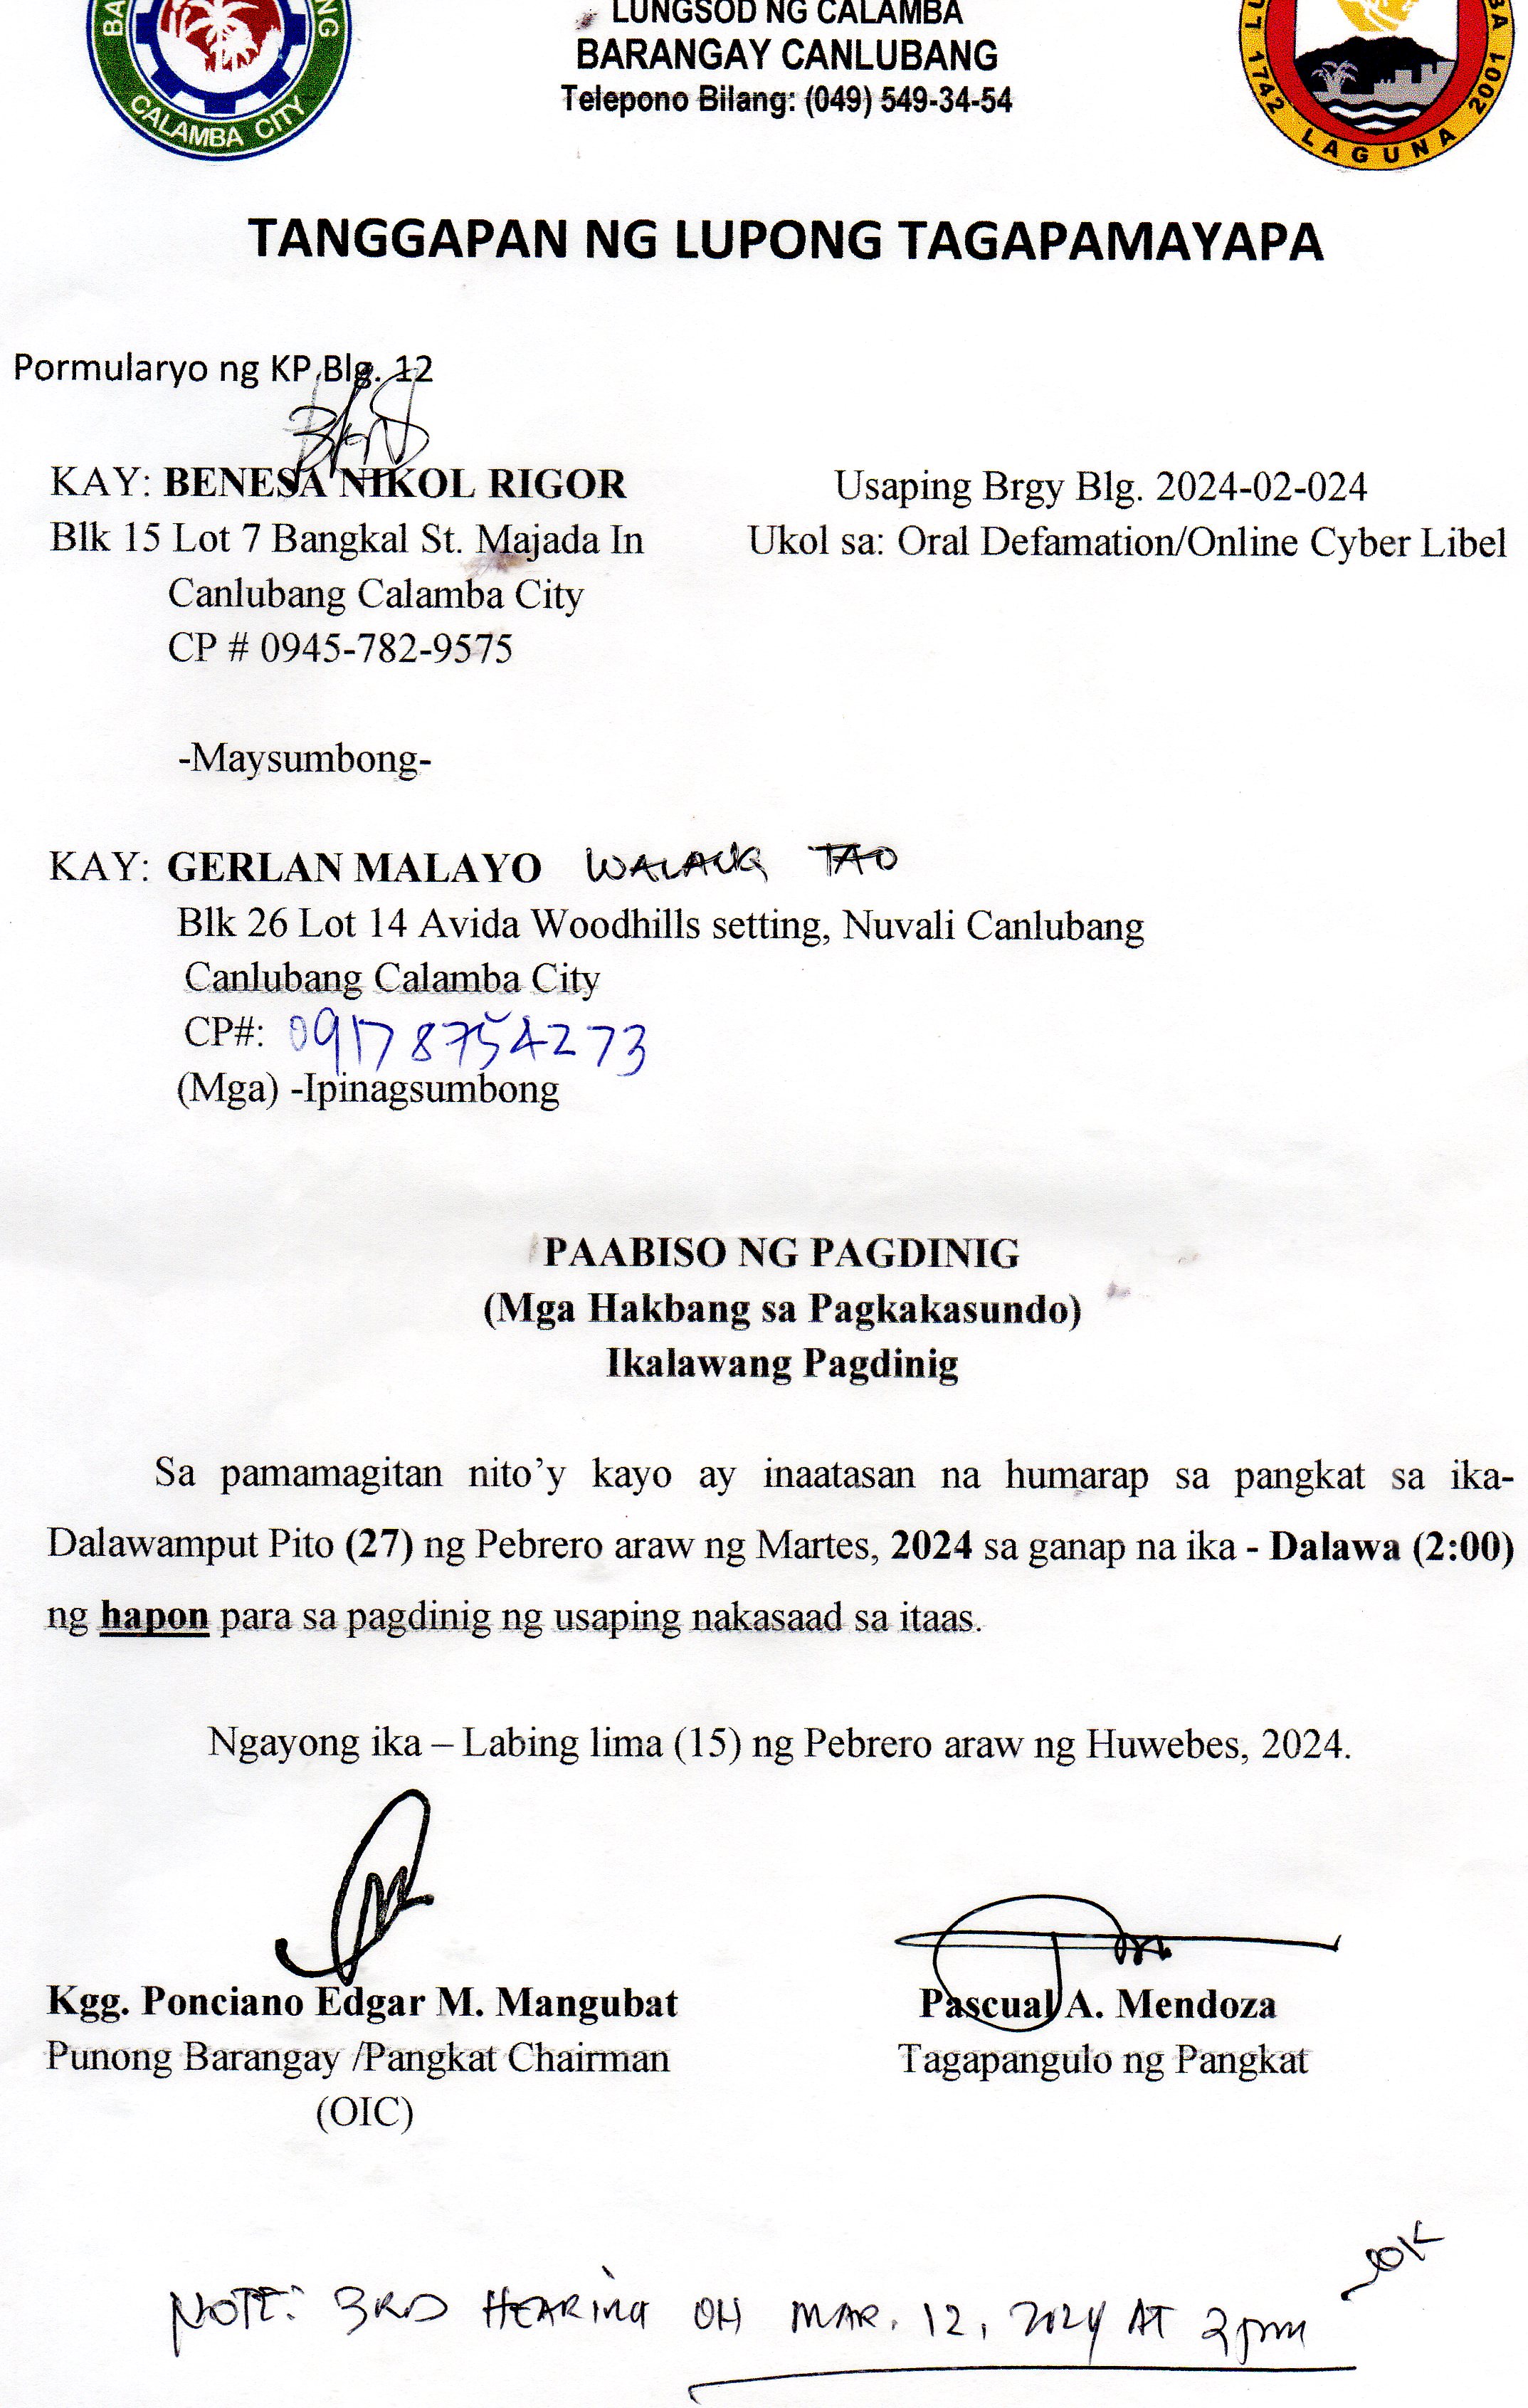 LUNGSOD NG CALAMBA
BARANGAY CANLUBANG
Telepono Bilang: (049) 549-34-54
CALAMBA CITY
1742 LAGUNA 2001
TANGGAPAN NG LUPONG TAGAPAMAYAPA
Pormularyo ng KP Blg. 12
KAY: BENESA NIKOL RIGOR
Usaping Brgy Blg. 2024-02-024
Blk 15 Lot 7 Bangkal St. Majada In
Ukol sa: Oral Defamation/Online Cyber Libel
Canlubang Calamba City
CP # 0945-782-9575
-Maysumbong-
KAY: GERLAN MALAYO WALANG TAO
Blk 26 Lot 14 Avida Woodhills setting, Nuvali Canlubang
Canlubang Calamba City
CP#: 09178754273
(Mga) -Ipinagsumbong
PAABISO NG PAGDINIG
(Mga Hakbang sa Pagkakasundo)
Ikalawang Pagdinig
Sa pamamagitan nito’y kayo ay inaatasan na humarap sa pangkat sa ika-
Dalawamput Pito (27) ng Pebrero araw ng Martes, 2024 sa ganap na ika - Dalawa (2:00)
ng hapon para sa pagdinig ng usaping nakasaad sa itaas.
Ngayong ika – Labing lima (15) ng Pebrero araw ng Huwebes, 2024.
Kgg. Ponciano Edgar M. Mangubat
Pascual A. Mendoza
Punong Barangay /Pangkat Chairman
Tagapangulo ng Pangkat
(OIC)
NOTE: 3RD HEARING ON MAR. 12, 2024 AT 2pm